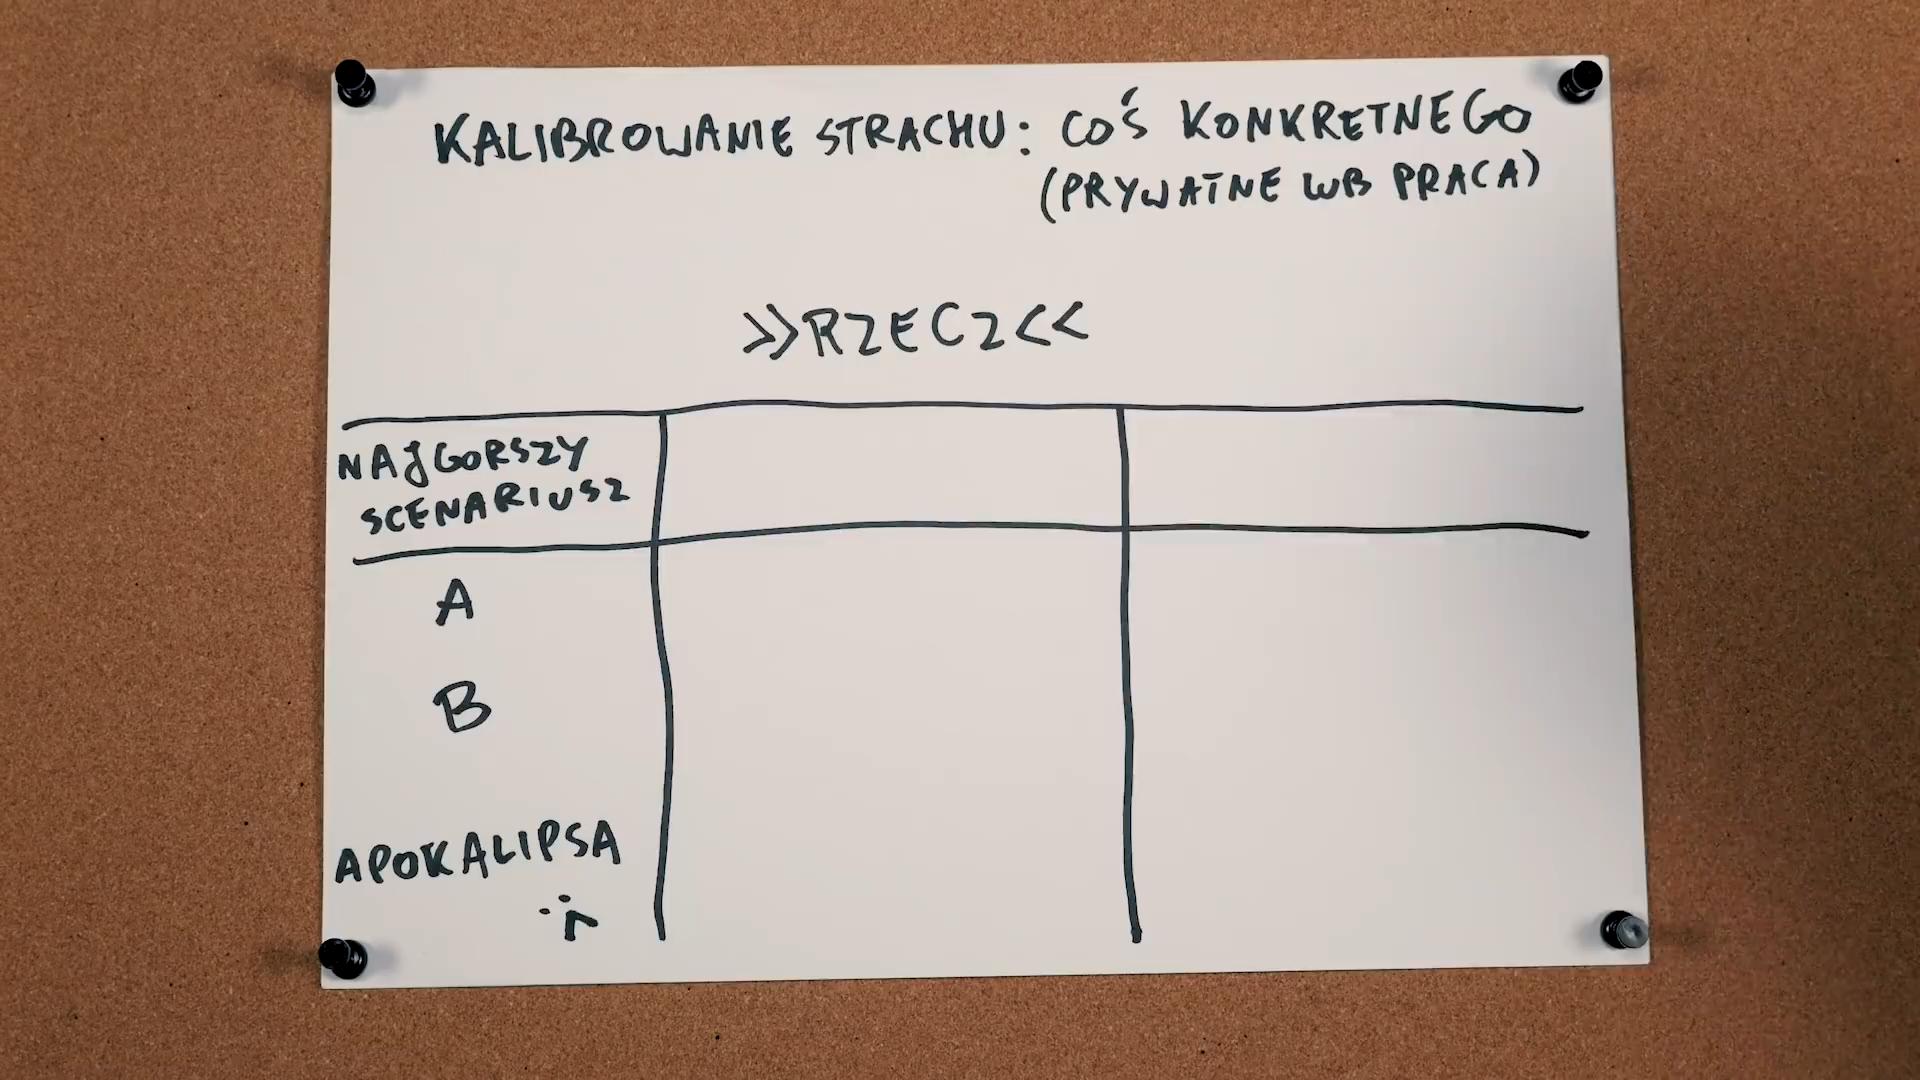 KALIBROWANIE STRACHU: COŚ KONKRETNEGO
(PRYWATNE WB PRACA)
>>RZECZ<<
NAJGORSZY
SCENARIUSZ
A
B
APOKALIPSA